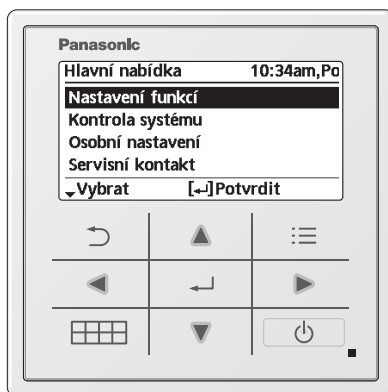 Panasonic
Hlavní nabídka 10:34am,Po
Nastavení funkcí
Kontrola systému
Osobní nastavení
Servisní kontakt
Vybrat [↵]Potvrdit